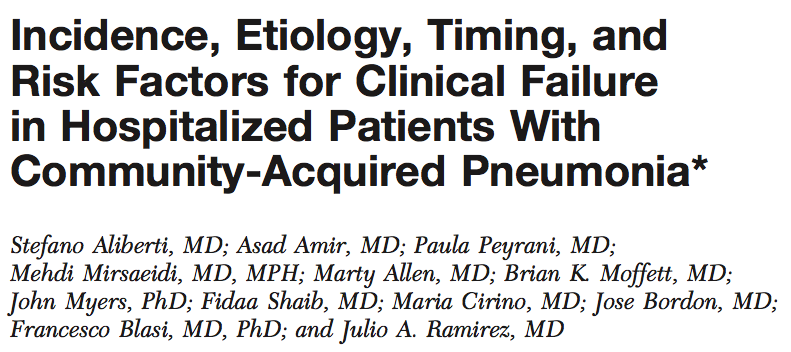 Incidence, Etiology, Timing, and
Risk Factors for Clinical Failure
in Hospitalized Patients With
Community-Acquired Pneumonia*
Stefano Aliberti, MD; Asad Amir, MD; Paula Peyrani, MD;
Mehdi Mirsaeidi, MD, MPH; Marty Allen, MD; Brian K. Moffett, MD;
John Myers, PhD; Fidaa Shaib, MD; Maria Cirino, MD; Jose Bordon, MD;
Francesco Blasi, MD, PhD; and Julio A. Ramirez, MD